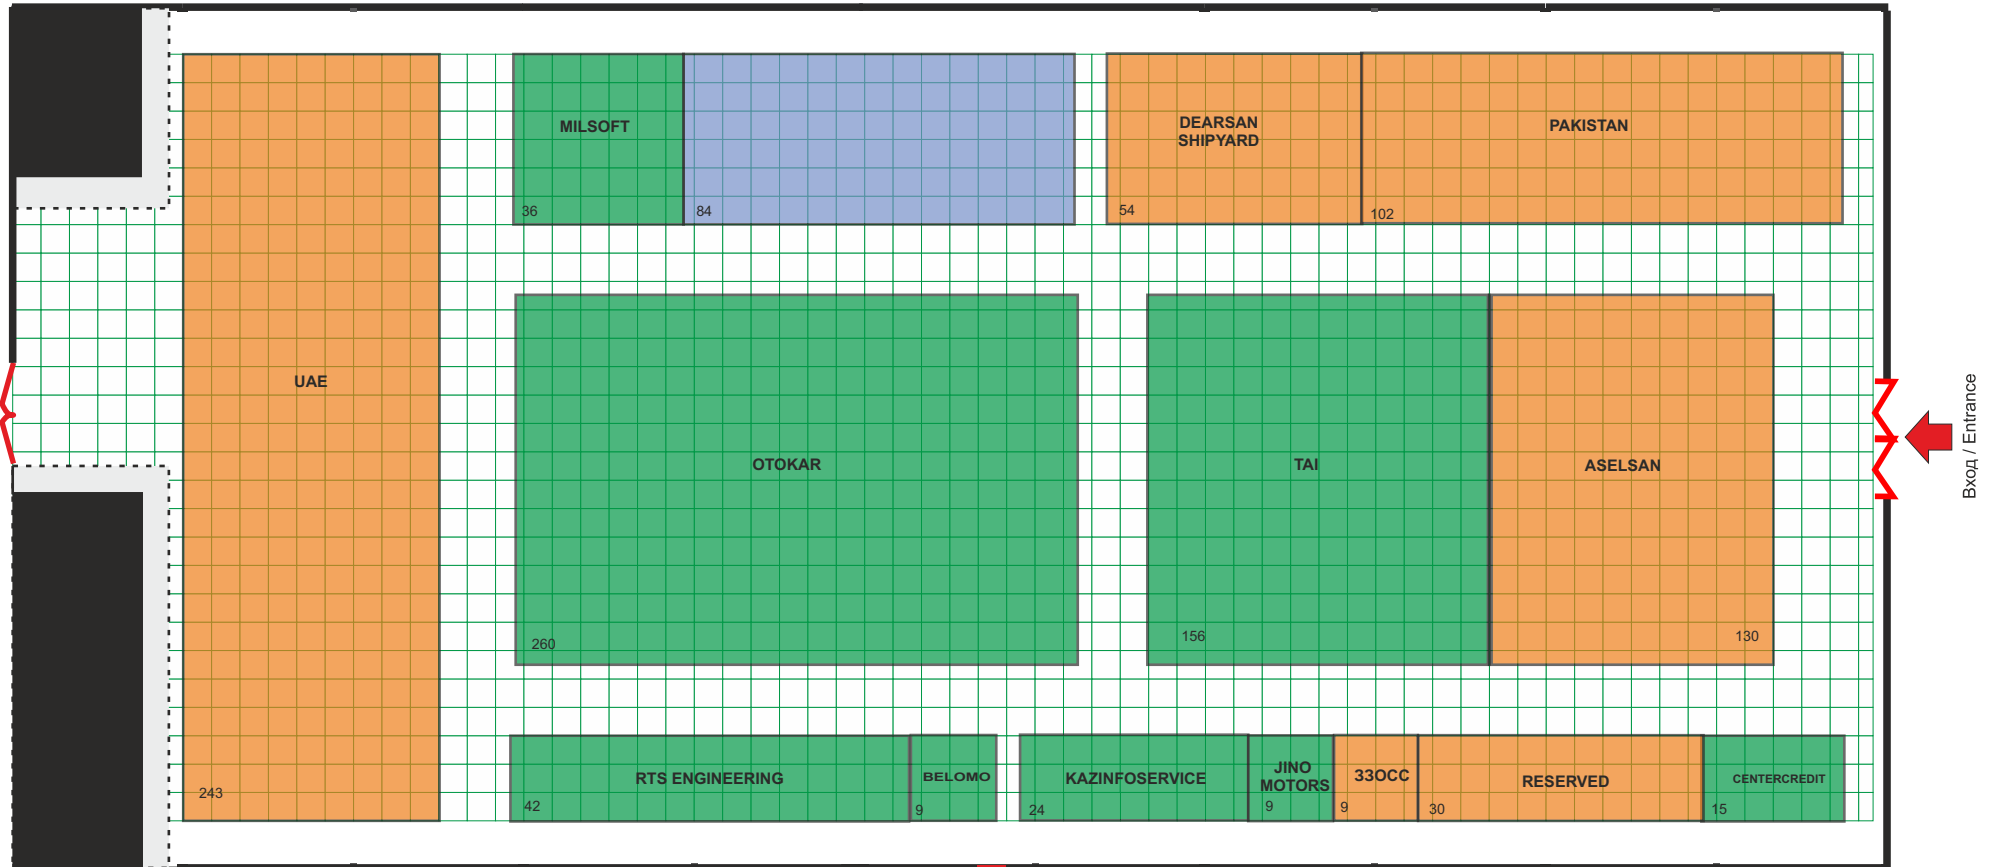 MILSOFT
36
84
DEARSAN
SHIPYARD
54
PAKISTAN
102
UAE
243
OTOKAR
260
TAI
156
ASELSAN
130
Вход / Entrance
RTS ENGINEERING
42
BELOMO
9
KAZINFOSERVICE
24
JINO
MOTORS
9
33OCC
9
RESERVED
30
CENTERCREDIT
15